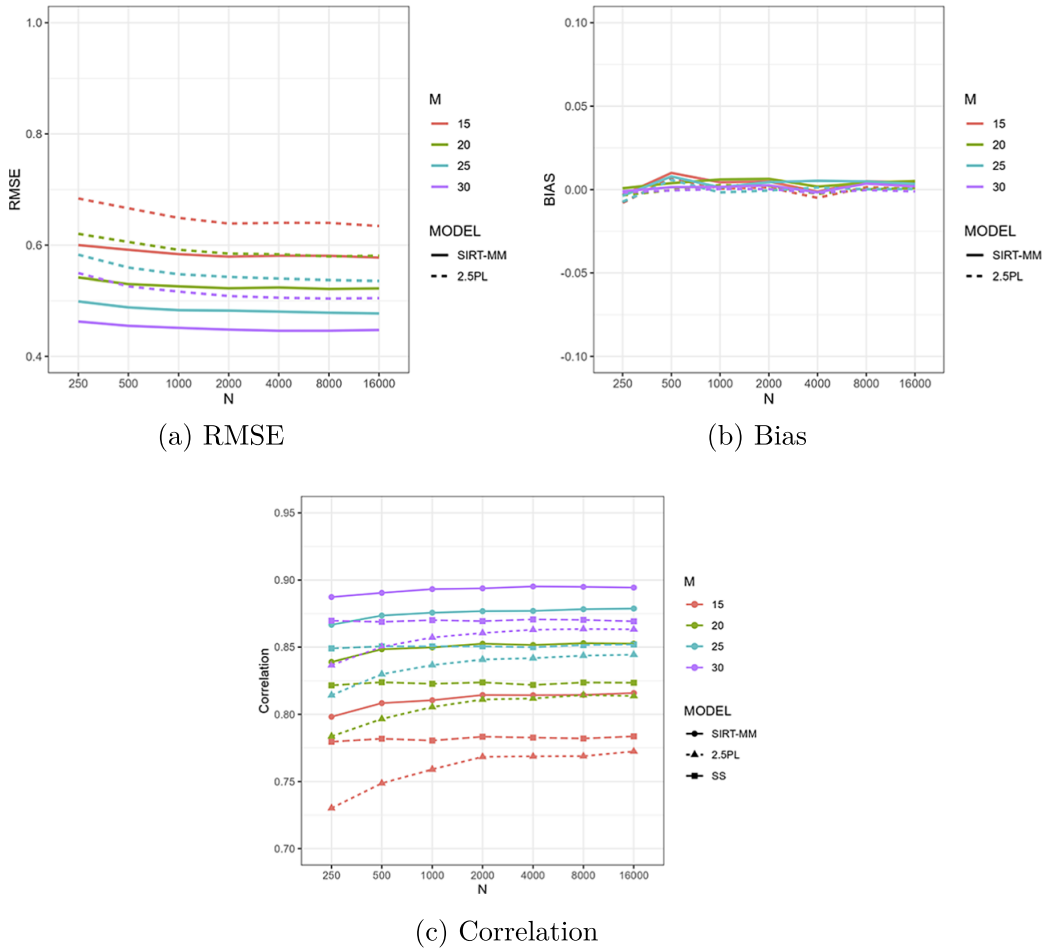 RMSE
1.0
0.8
0.6
0.4
250 500 1000 2000 4000 8000 16000
N
M
15
20
25
30
MODEL
SIRT-MM
2.5PL
(a) RMSE
BIAS
0.10
0.05
0.00
-0.05
-0.10
250 500 1000 2000 4000 8000 16000
N
M
15
20
25
30
MODEL
SIRT-MM
2.5PL
(b) Bias
Correlation
0.95
0.90
0.85
0.80
0.75
0.70
250 500 1000 2000 4000 8000 16000
N
M
15
20
25
30
MODEL
SIRT-MM
2.5PL
SS
(c) Correlation